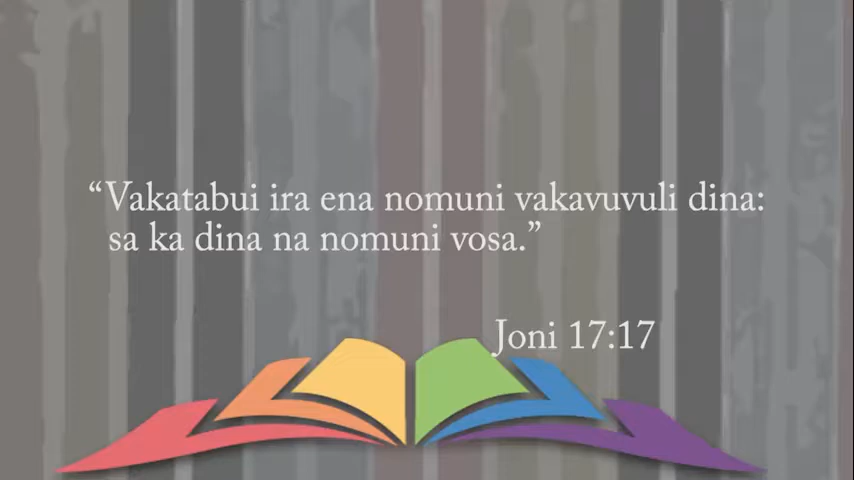 “Vakatabui ira ena nomuni vakavuvuli dina:
sa ka dina na nomuni vosa.”
Joni 17:17